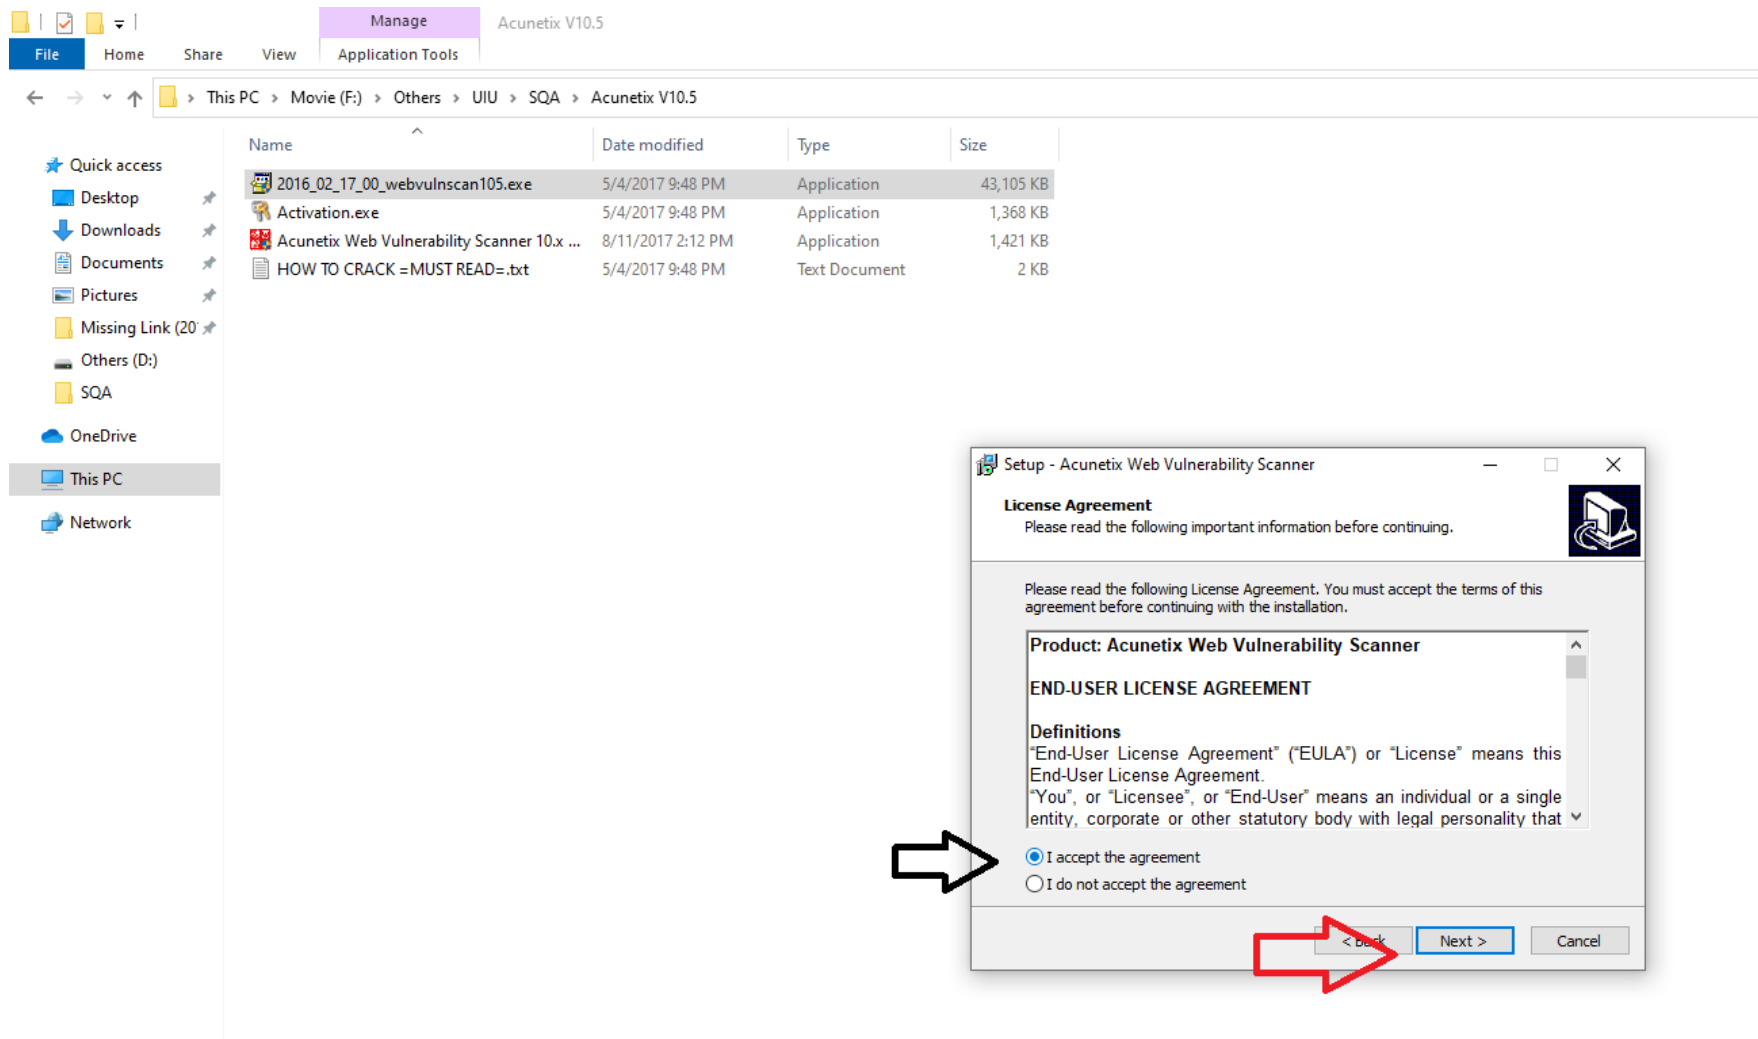 Manage
Acunetix V10.5
File
Home
Share
View
Application Tools
This PC > Movie (F:) > Others > UIU > SQA > Acunetix V10.5
Name
Date modified
Type
Size
Quick access
Desktop
Downloads
Documents
Pictures
Missing Link (20
Others (D:)
SQA
OneDrive
This PC
Network
2016_02_17_00_webvulnscan105.exe 5/4/2017 9:48 PM Application 43,105 KB
Activation.exe 5/4/2017 9:48 PM Application 1,368 KB
Acunetix Web Vulnerability Scanner 10.x ... 8/11/2017 2:12 PM Application 1,421 KB
HOW TO CRACK =MUST READ=.txt 5/4/2017 9:48 PM Text Document 2 KB
Setup - Acunetix Web Vulnerability Scanner
License Agreement
Please read the following important information before continuing.
Please read the following License Agreement. You must accept the terms of this
agreement before continuing with the installation.
Product: Acunetix Web Vulnerability Scanner
END-USER LICENSE AGREEMENT
Definitions
“End-User License Agreement” (“EULA”) or “License” means this
End-User License Agreement.
“You”, or “Licensee”, or “End-User” means an individual or a single
entity, corporate or other statutory body with legal personality that
I accept the agreement
I do not accept the agreement
< Back
Next >
Cancel